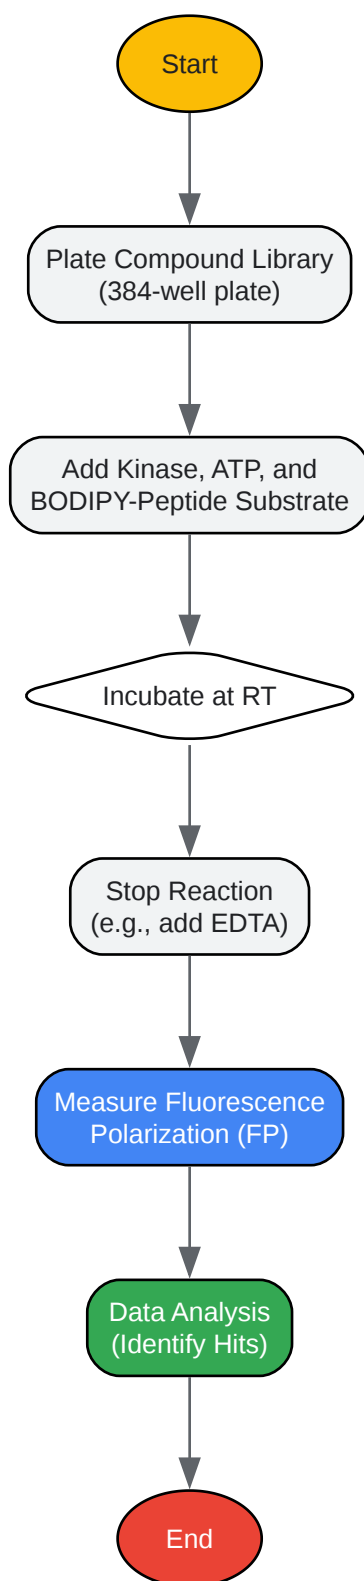 Start
Plate Compound Library
(384-well plate)
Add Kinase, ATP, and
BODIPY-Peptide Substrate
Incubate at RT
Stop Reaction
(e.g., add EDTA)
Measure Fluorescence
Polarization (FP)
Data Analysis
(Identify Hits)
End